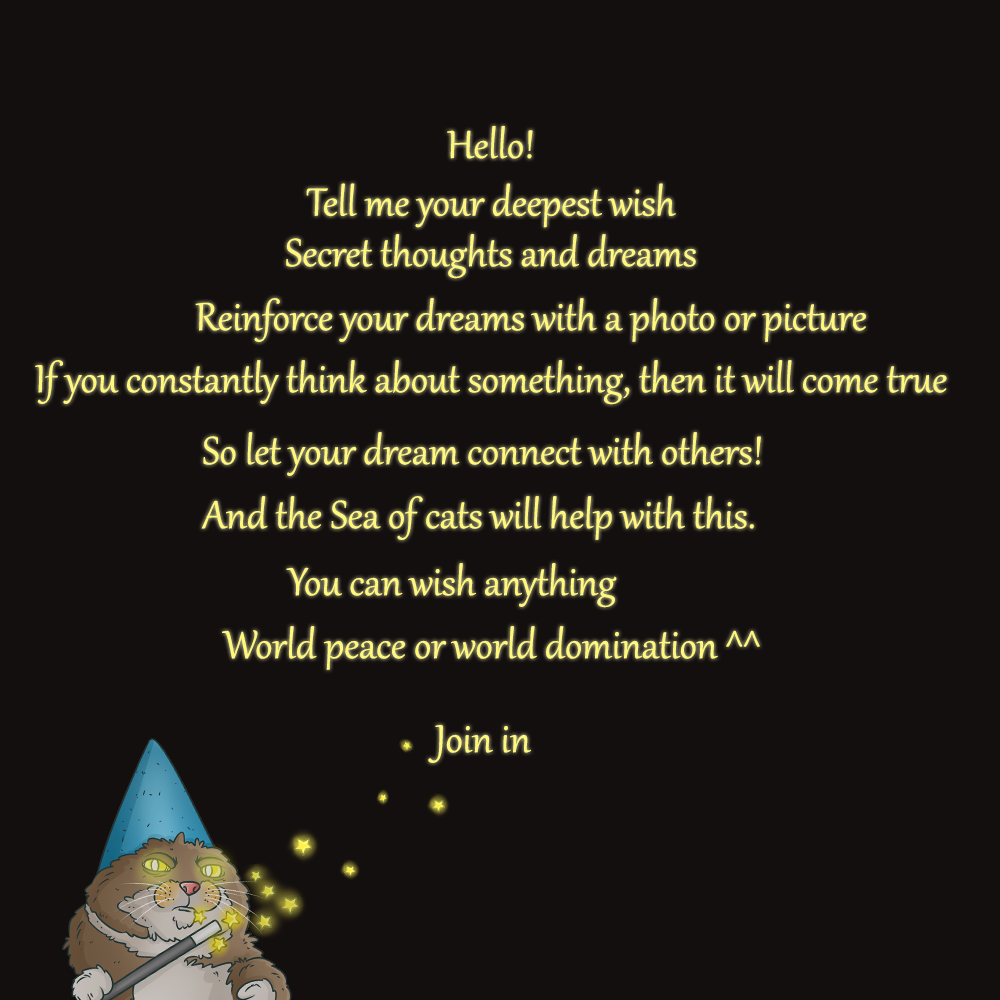 Hello!
Tell me your deepest wish
Secret thoughts and dreams
Reinforce your dreams with a photo or picture
If you constantly think about something, then it will come true
So let your dream connect with others!
And the Sea of cats will help with this.
You can wish anything
World peace or world domination ^^
Join in